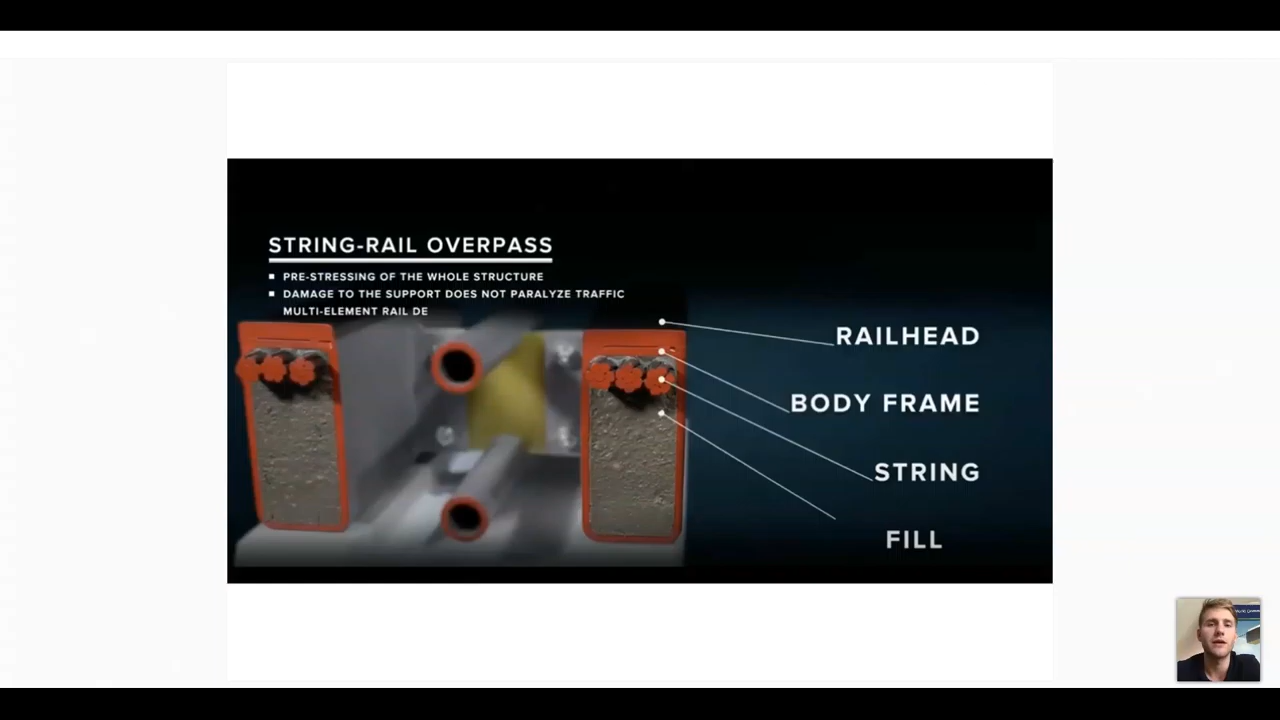 STRING-RAIL OVERPASS
▪ PRE-STRESSING OF THE WHOLE STRUCTURE
▪ DAMAGE TO THE SUPPORT DOES NOT PARALYZE TRAFFIC
MULTI-ELEMENT RAIL DE
RAILHEAD
BODY FRAME
STRING
FILL